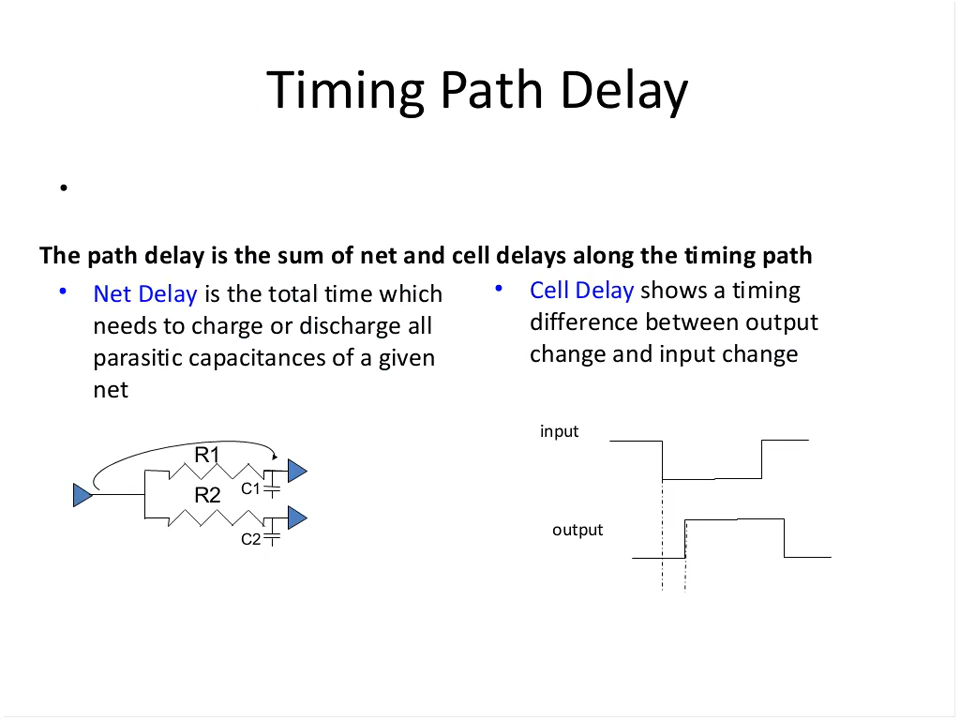 Timing Path Delay
•
The path delay is the sum of net and cell delays along the timing path
• Net Delay is the total time which
needs to charge or discharge all
parasitic capacitances of a given
net
• Cell Delay shows a timing
difference between output
change and input change
R1
C1
R2
C2
input
output